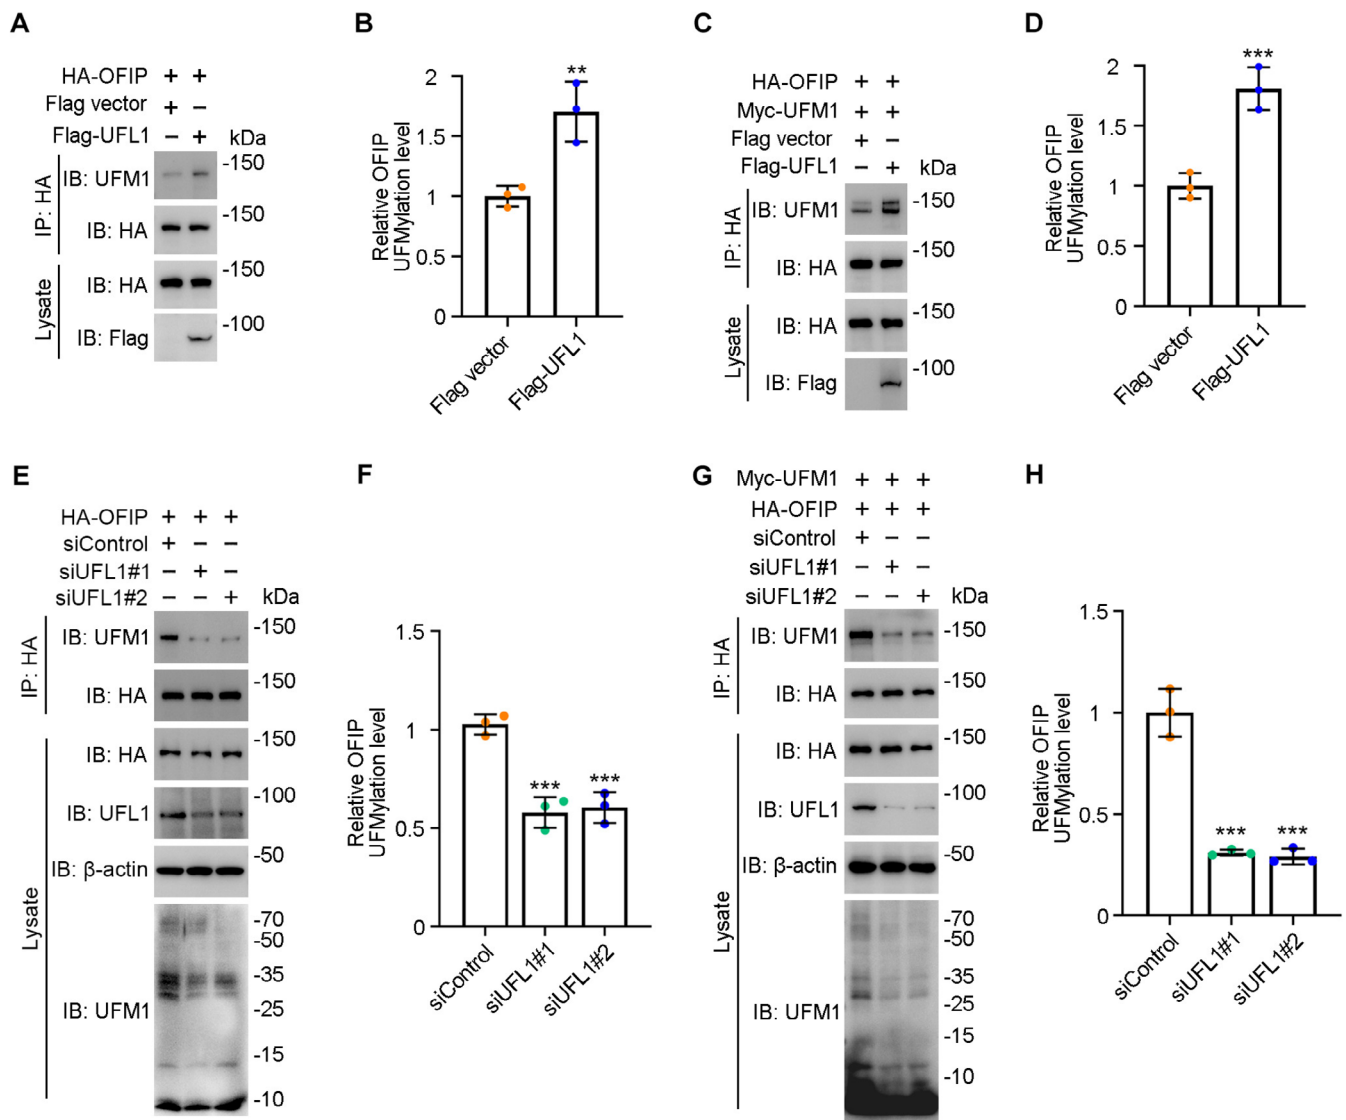 A
HA-OFIP + +
Flag vector + −
Flag-UFL1 − + kDa
IP: HA
IB: UFM1 -150
IB: HA -150
Lysate
IB: HA -150
IB: Flag -100
B
Relative OFIP
UFMylation level
2
1.5
1
0.5
0
**
Flag vector
Flag-UFL1
C
HA-OFIP + +
Myc-UFM1 + +
Flag vector + −
Flag-UFL1 − + kDa
IP: HA
IB: UFM1 -150
IB: HA -150
Lysate
IB: HA -150
IB: Flag -100
D
Relative OFIP
UFMylation level
2
1.5
1
0.5
0
***
Flag vector
Flag-UFL1
E
HA-OFIP + + +
siControl + − −
siUFL1#1 − + −
siUFL1#2 − − + kDa
IP: HA
IB: UFM1 -150
IB: HA -150
Lysate
IB: HA -150
IB: UFL1 -100
IB: β-actin -50
IB: UFM1
-70
-50
-35
-25
-15
-10
F
Relative OFIP
UFMylation level
1.5
1
0.5
0
*** ***
siControl
siUFL1#1
siUFL1#2
G
Myc-UFM1 + + +
HA-OFIP + + +
siControl + − −
siUFL1#1 − + −
siUFL1#2 − − + kDa
IP: HA
IB: UFM1 -150
IB: HA -150
Lysate
IB: HA -150
IB: UFL1 -100
IB: β-actin -50
IB: UFM1
-70
-50
-35
-25
-15
-10
H
Relative OFIP
UFMylation level
1.5
1
0.5
0
*** ***
siControl
siUFL1#1
siUFL1#2